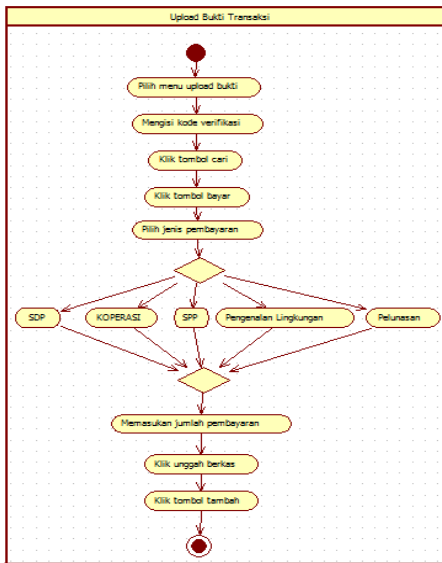 Upload Bukti Transaksi
Pilih menu upload bukti
Mengisi kode verifikasi
Klik tombol cari
Klik tombol bayar
Pilih jenis pembayaran
SDP
KOPERASI
SPP
Pengenalan Lingkungan
Pelunasan
Memasukan jumlah pembayaran
Klik unggah berkas
Klik tombol tambah